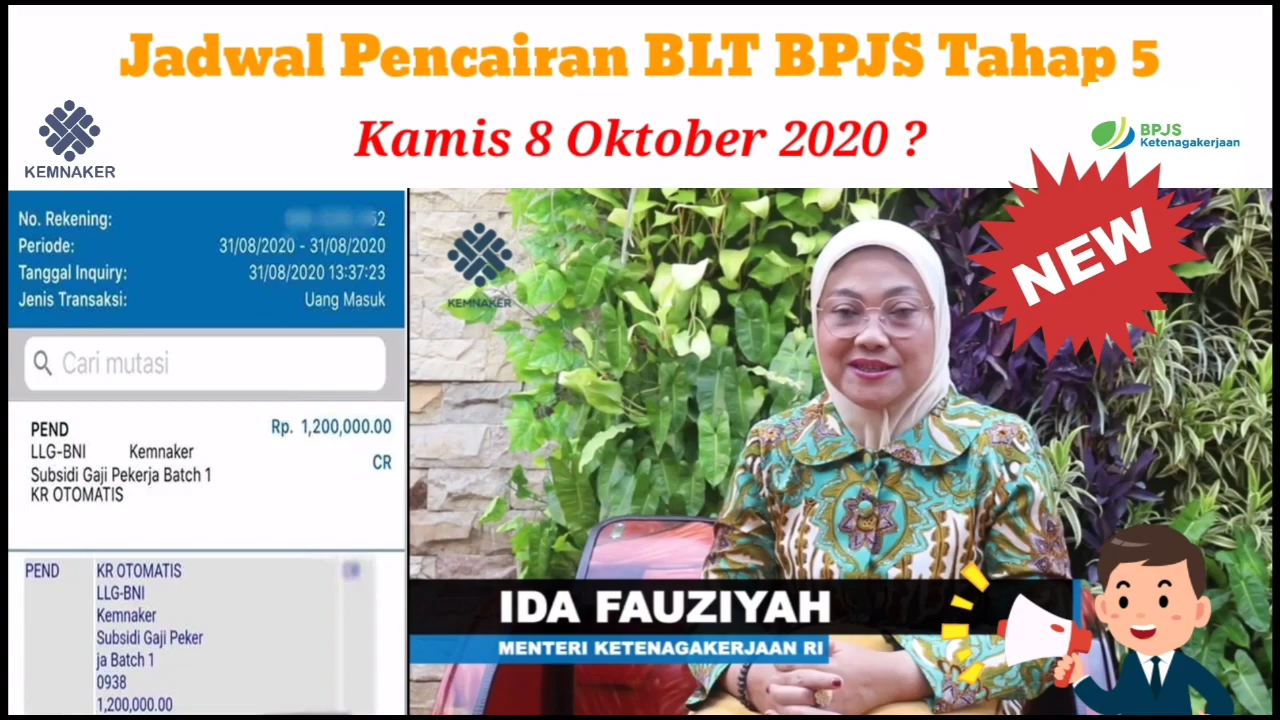 Jadwal Pencairan BLT BPJS Tahap 5
Kamis 8 Oktober 2020 ?
KEMNAKER
BPJS
Ketenagakerjaan
NEW
No. Rekening:
Periode: 31/08/2020 - 31/08/2020
Tanggal Inquiry: 31/08/2020 13:37:23
Jenis Transaksi: Uang Masuk
Cari mutasi
PEND Rp. 1,200,000.00
LLG-BNI Kemnaker
CR
Subsidi Gaji Pekerja Batch 1
KR OTOMATIS
PEND KR OTOMATIS
LLG-BNI
Kemnaker
Subsidi Gaji Peker
ja Batch 1
0938
1,200,000.00
KEMNAKER
IDA FAUZIYAH
MENTERI KETENAGAKERJAAN RI